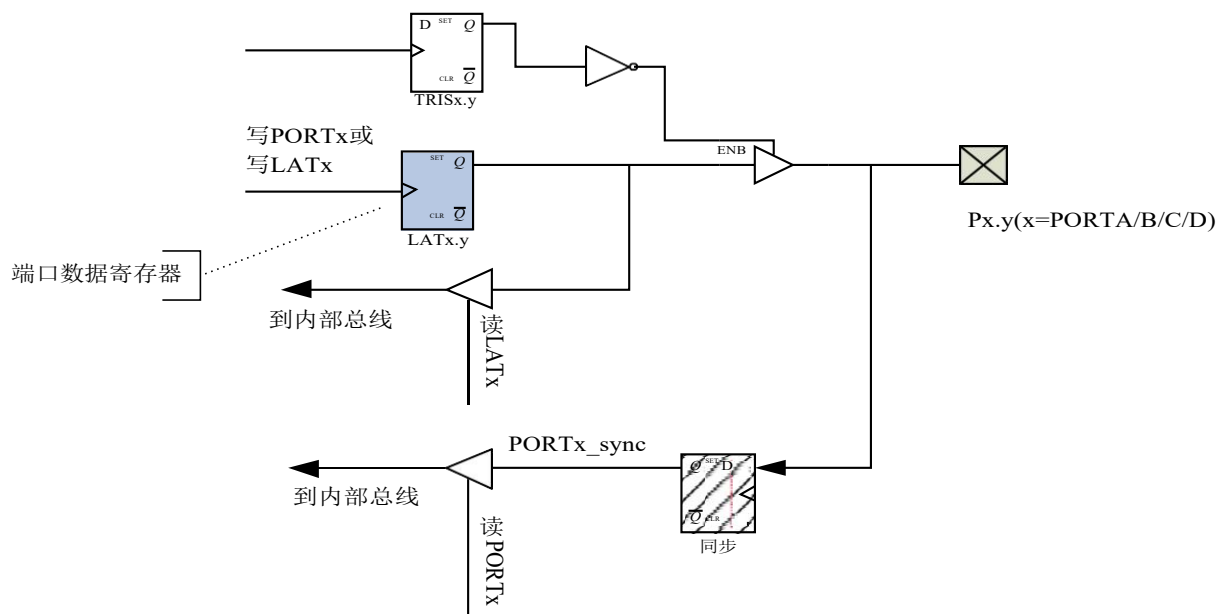 D SET Q
CLR Q
TRISx.y
写PORTx或
写LATx
SET Q
CLR Q
LATx.y
ENB
Px.y(x=PORTA/B/C/D)
端口数据寄存器
到内部总线
读LATx
PORTx_sync
Q SET D
Q CLR
同步
到内部总线
读PORTx